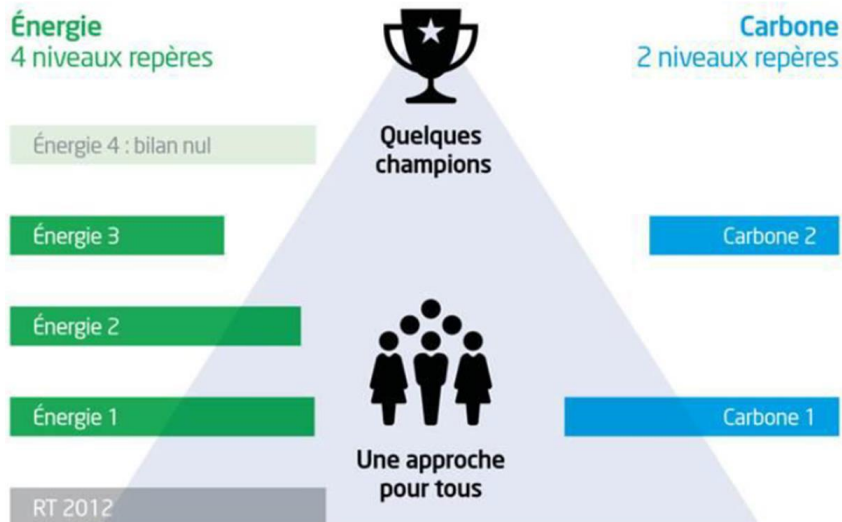 Énergie
4 niveaux repères
Carbone
2 niveaux repères
Quelques
champions
Énergie 4 : bilan nul
Énergie 3
Carbone 2
Énergie 2
Énergie 1
Carbone 1
Une approche
pour tous
RT 2012